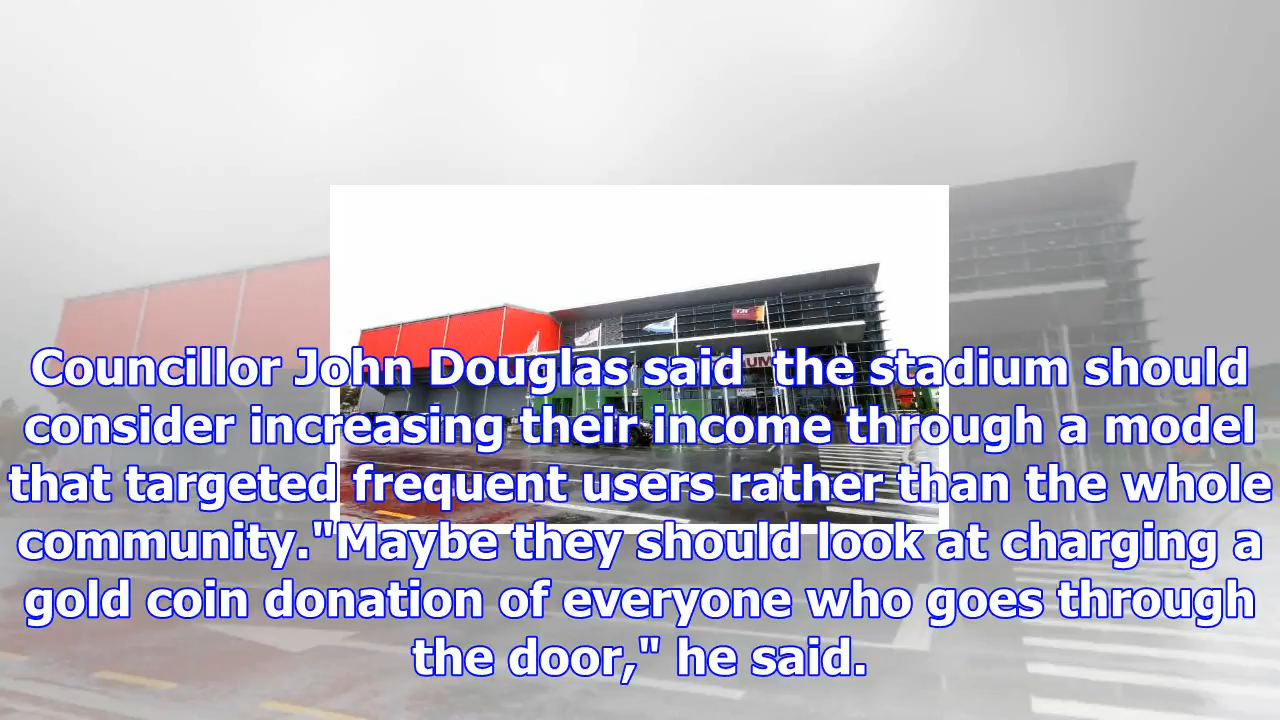 Councillor John Douglas said  the stadium should
consider increasing their income through a model
that targeted frequent users rather than the whole
community."Maybe they should look at charging a
gold coin donation of everyone who goes through
the door," he said.